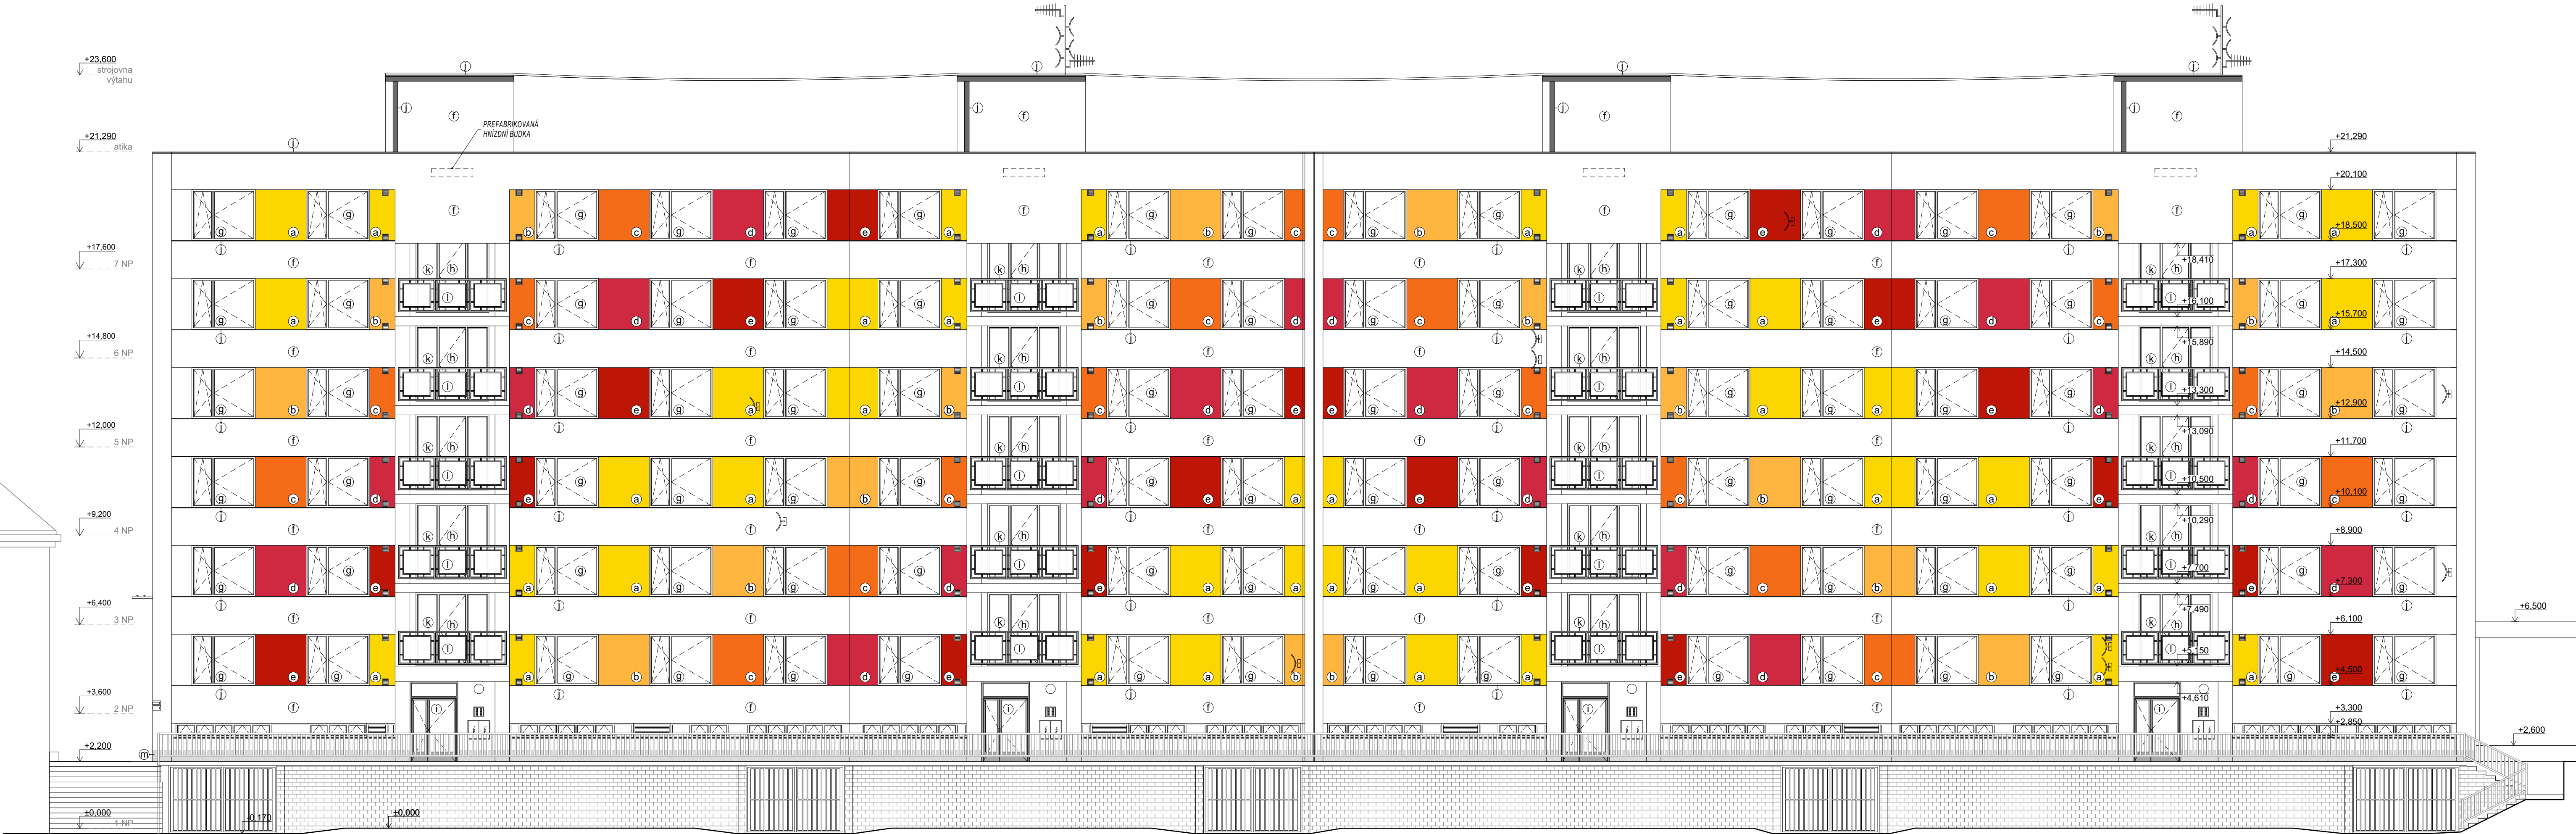 +23,600
strojovna
výtahu
j j j j
j f j f j f j f
PREFABRIKOVANÁ
HNÍZDNÍ BUDKA
+21,290
atika
j
+21,290
+20,100
g f g f g g f g f g
g a a b c g d g e a a b g c c g b a a e g d g c b a a g
+18,500
j j j j j j
+17,600
7 NP
f f f f f
+18,410
+17,300
k h k h k h k h
g l g l g g l g l g
+16,100
g a b c d g e g a a b c g d d g c b a a g e g d c b a g
+15,700
j j j j j j
+14,800
6 NP
f f f f f
+15,890
+14,500
k h k h k h k h
g l g l g g l g l g
+13,300
g b c d e g a g a b c d g e e g d c b a g a g e d c b g
+12,900
j j j j j j
+12,000
5 NP
f f f f f
+13,090
+11,700
k h k h k h k h
g l g l g g l g l g
+10,500
g c d e a g a g b c d e g a a g e d c b g a g a e d c g
+10,100
j j j j j j
+9,200
4 NP
f f f f f
+10,290
+8,900
k h k h k h k h
g l g l g g l g l g
+7,700
g d e a a g b g c d e a g a a g a e d c g b g a a e d g
+7,300
j j j j j j
+6,400
3 NP
f f f f f
+7,490
+6,500
+6,100
k h k h k h k h
l l l l
+5,150
g e g a a g b g c g d g e a g a g b b g a g a e g d g c g b g a a g e g
+4,500
j j j j j j
+3,600
2 NP
f f f f f
+4,610
i i i i
+3,300
+2,850
+2,600
+2,200
m
±0,000
1 NP
-0,170
±0,000